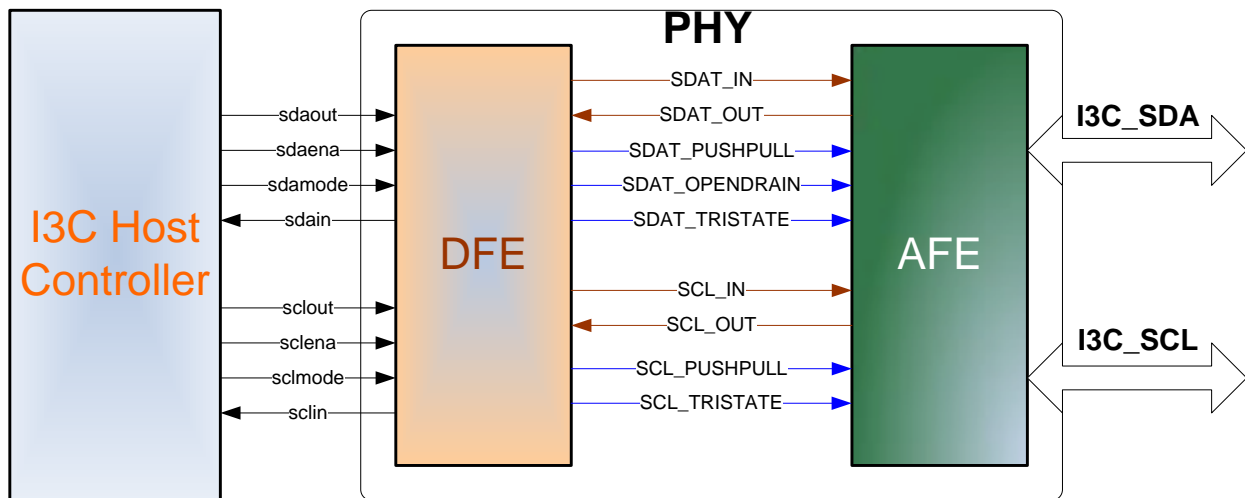 PHY
I3C Host
Controller
sdaout
sdaena
sdamode
sdain
sclout
sclena
sclmode
sclin
DFE
SDAT_IN
SDAT_OUT
SDAT_PUSHPULL
SDAT_OPENDRAIN
SDAT_TRISTATE
SCL_IN
SCL_OUT
SCL_PUSHPULL
SCL_TRISTATE
AFE
I3C_SDA
I3C_SCL